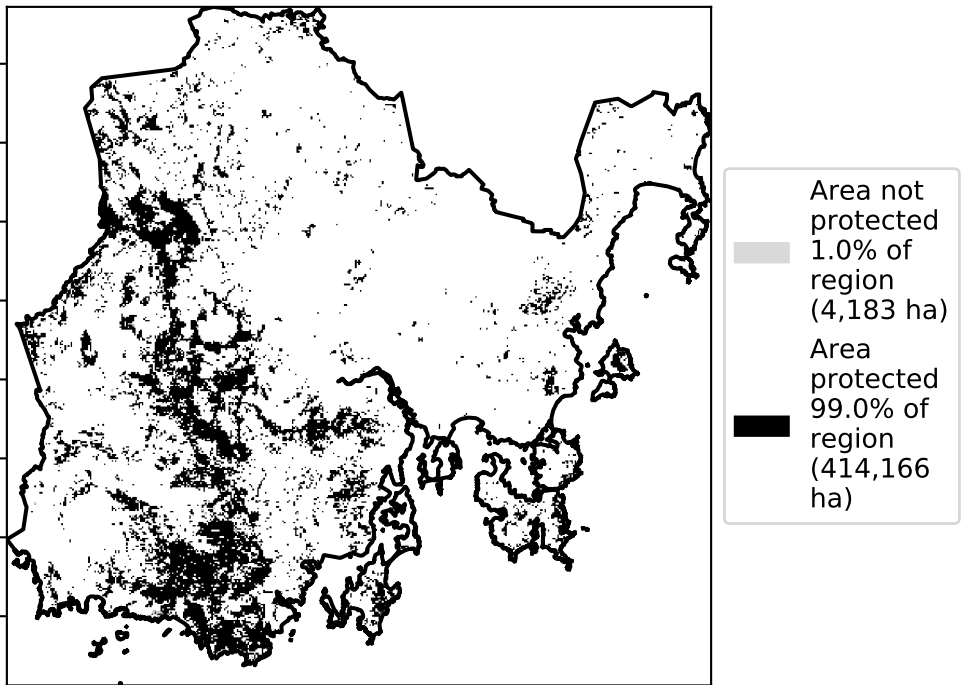 Area not
protected
1.0% of
region
(4,183 ha)
Area
protected
99.0% of
region
(414,166
ha)